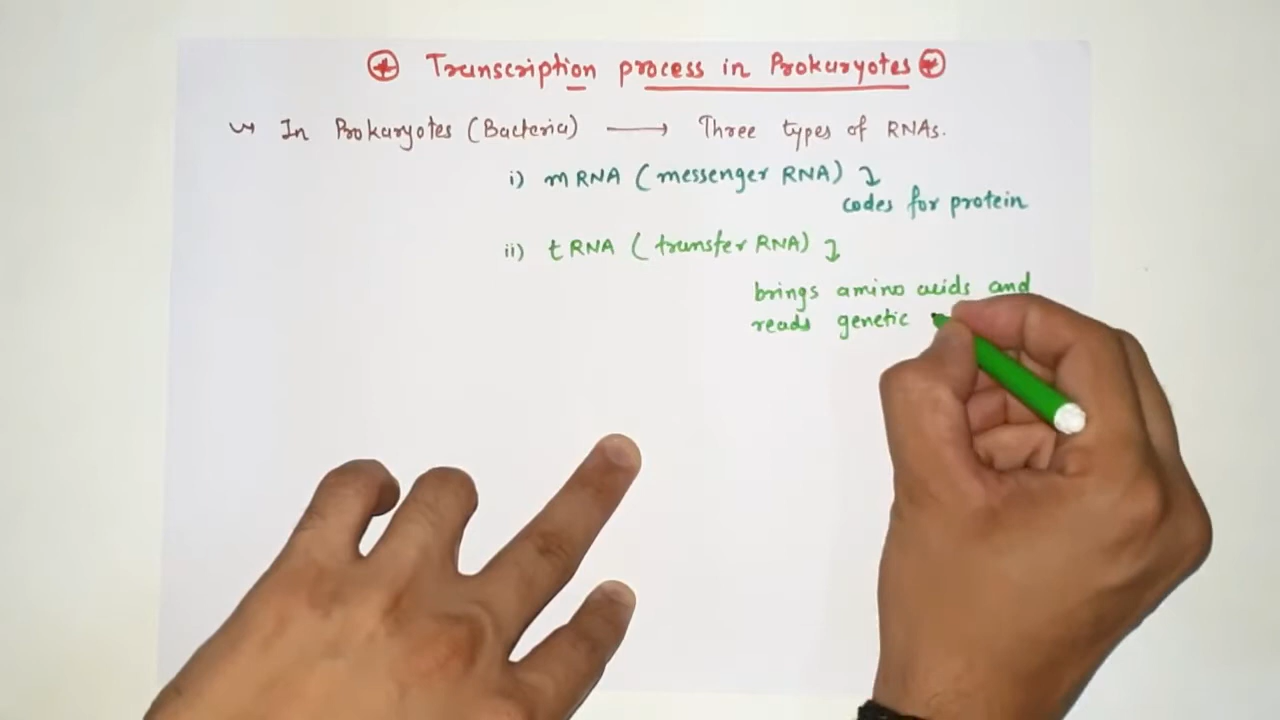 Transcription process in Prokaryotes
In Prokaryotes (Bacteria) → Three types of RNAs.
i) mRNA (messenger RNA)
codes for protein
ii) tRNA (transfer RNA)
brings amino acids and
reads genetic